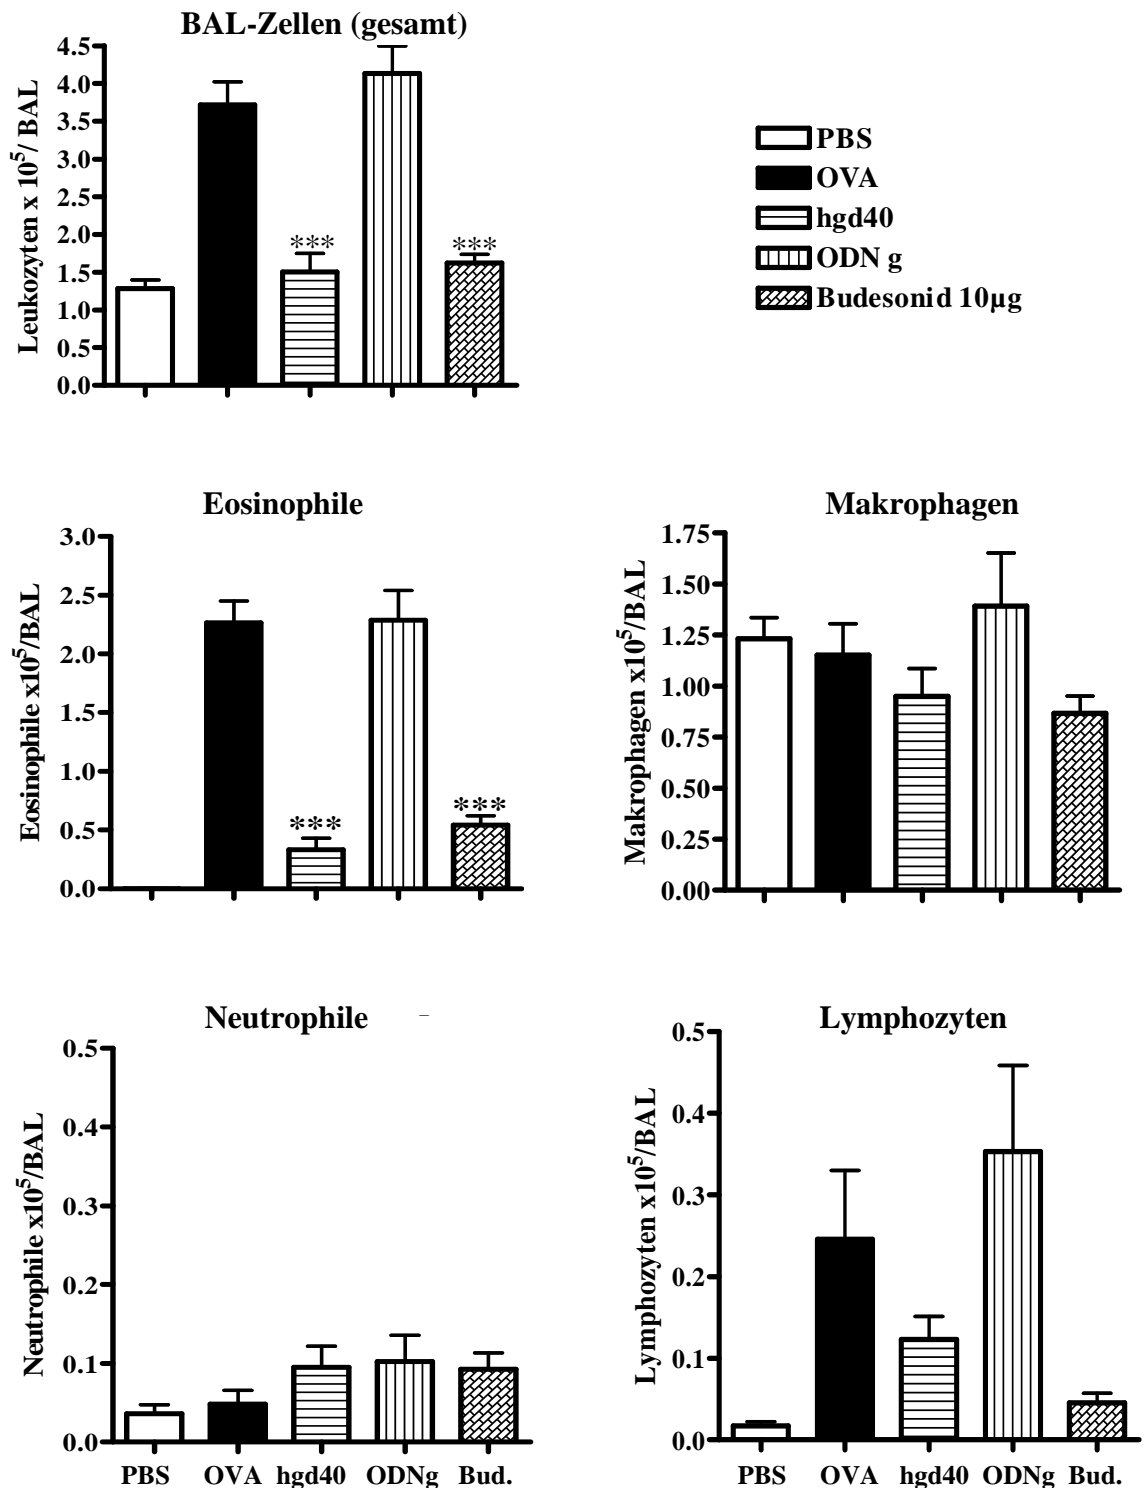 BAL-Zellen (gesamt)
Leukozyten x 10⁵/ BAL
4.5
4.0
3.5
3.0
2.5
2.0
1.5
1.0
0.5
0.0
***
***
PBS
OVA
hgd40
ODN g
Budesonid 10µg
Eosinophile
Eosinophile x10⁵/BAL
3.0
2.5
2.0
1.5
1.0
0.5
0.0
***
***
Makrophagen
Makrophagen x10⁵/BAL
1.75
1.50
1.25
1.00
0.75
0.50
0.25
0.00
Neutrophile
Neutrophile x10⁵/BAL
0.5
0.4
0.3
0.2
0.1
0.0
PBS OVA hgd40 ODNg Bud.
Lymphozyten
Lymphozyten x10⁵/BAL
0.5
0.4
0.3
0.2
0.1
0.0
PBS OVA hgd40 ODNg Bud.